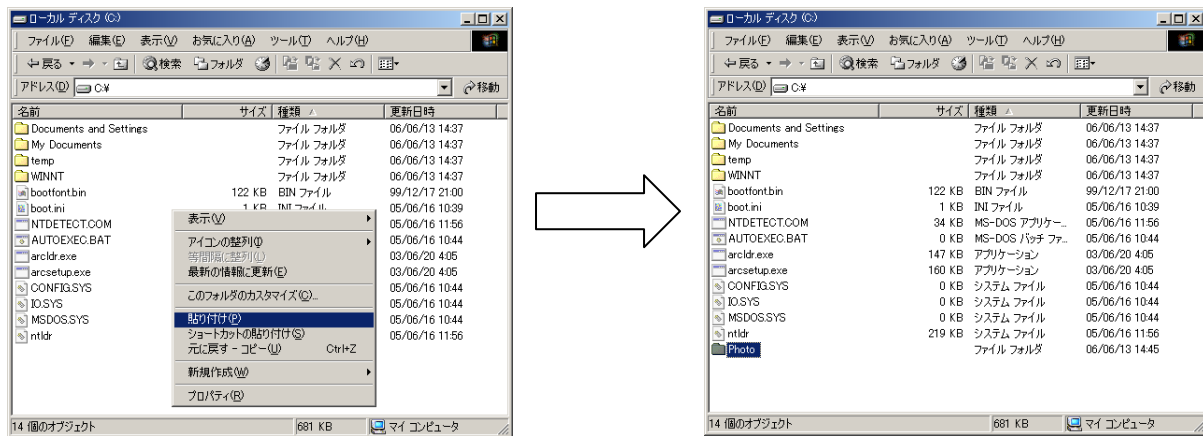 ローカル ディスク (C:)
ファイル(F) 編集(E) 表示(V) お気に入り(A) ツール(T) ヘルプ(H)
戻る 検索 フォルダ
アドレス(D) C:¥ 移動
名前 サイズ 種類 更新日時
Documents and Settings ファイル フォルダ 06/06/13 14:37
My Documents ファイル フォルダ 06/06/13 14:37
temp ファイル フォルダ 06/06/13 14:37
WINNT ファイル フォルダ 06/06/13 14:37
bootfont.bin 122 KB BIN ファイル 99/12/17 21:00
boot.ini 1 KB INI ファイル 05/06/16 10:39
NTDETECT.COM 05/06/16 11:56
AUTOEXEC.BAT 05/06/16 10:44
arcldr.exe 03/06/20 4:05
arcsetup.exe 03/06/20 4:05
CONFIG.SYS 05/06/16 10:44
IO.SYS 05/06/16 10:44
MSDOS.SYS 05/06/16 10:44
ntldr 05/06/16 11:56
表示(V)
アイコンの整列(I)
等間隔に整列(L)
最新の情報に更新(E)
このフォルダのカスタマイズ(C)...
貼り付け(P)
ショートカットの貼り付け(S)
元に戻す - コピー(U) Ctrl+Z
新規作成(W)
プロパティ(R)
14 個のオブジェクト 681 KB マイ コンピュータ
ローカル ディスク (C:)
ファイル(F) 編集(E) 表示(V) お気に入り(A) ツール(T) ヘルプ(H)
戻る 検索 フォルダ
アドレス(D) C:¥ 移動
名前 サイズ 種類 更新日時
Documents and Settings ファイル フォルダ 06/06/13 14:37
My Documents ファイル フォルダ 06/06/13 14:37
temp ファイル フォルダ 06/06/13 14:37
WINNT ファイル フォルダ 06/06/13 14:37
bootfont.bin 122 KB BIN ファイル 99/12/17 21:00
boot.ini 1 KB INI ファイル 05/06/16 10:39
NTDETECT.COM 34 KB MS-DOS アプリケー... 05/06/16 11:56
AUTOEXEC.BAT 0 KB MS-DOS バッチ ファ... 05/06/16 10:44
arcldr.exe 147 KB アプリケーション 03/06/20 4:05
arcsetup.exe 160 KB アプリケーション 03/06/20 4:05
CONFIG.SYS 0 KB システム ファイル 05/06/16 10:44
IO.SYS 0 KB システム ファイル 05/06/16 10:44
MSDOS.SYS 0 KB システム ファイル 05/06/16 10:44
ntldr 219 KB システム ファイル 05/06/16 11:56
Photo ファイル フォルダ 06/06/13 14:45
14 個のオブジェクト 681 KB マイ コンピュータ